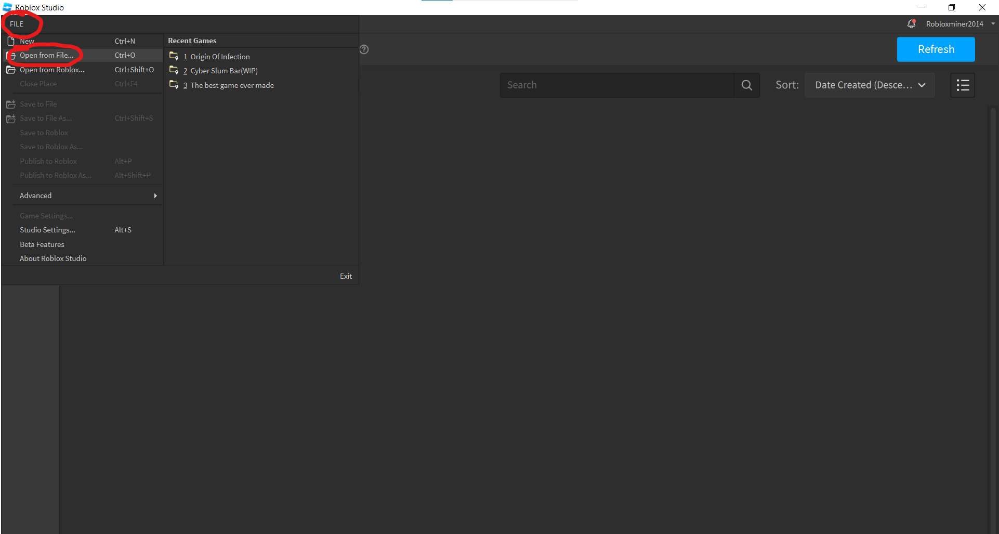 Roblox Studio
FILE
Robloxminer2014
New
Ctrl+N
Open from File...
Ctrl+O
Open from Roblox...
Ctrl+Shift+O
Close Place
Ctrl+F4
Save to File
Save to File As...
Ctrl+Shift+S
Save to Roblox
Save to Roblox As...
Publish to Roblox
Alt+P
Publish to Roblox As...
Alt+Shift+P
Advanced
Game Settings...
Studio Settings...
Alt+S
Beta Features
About Roblox Studio
Recent Games
1 Origin Of Infection
2 Cyber Slum Bar(WIP)
3 The best game ever made
Exit
?
Refresh
Search
Sort:
Date Created (Desce...